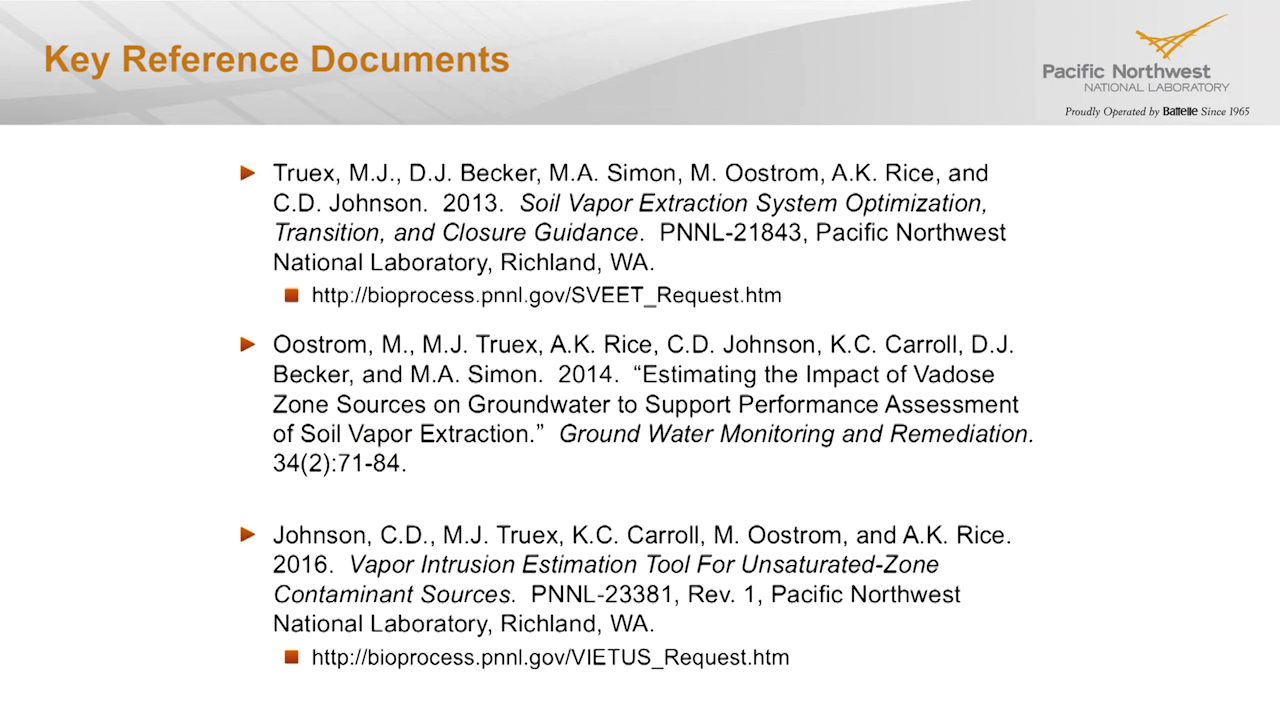 Key Reference Documents
Pacific Northwest
NATIONAL LABORATORY
Proudly Operated by Battelle Since 1965
Truex, M.J., D.J. Becker, M.A. Simon, M. Oostrom, A.K. Rice, and
C.D. Johnson. 2013. Soil Vapor Extraction System Optimization,
Transition, and Closure Guidance. PNNL-21843, Pacific Northwest
National Laboratory, Richland, WA.
http://bioprocess.pnnl.gov/SVEET_Request.htm
Oostrom, M., M.J. Truex, A.K. Rice, C.D. Johnson, K.C. Carroll, D.J.
Becker, and M.A. Simon. 2014. “Estimating the Impact of Vadose
Zone Sources on Groundwater to Support Performance Assessment
of Soil Vapor Extraction.” Ground Water Monitoring and Remediation.
34(2):71-84.
Johnson, C.D., M.J. Truex, K.C. Carroll, M. Oostrom, and A.K. Rice.
2016. Vapor Intrusion Estimation Tool For Unsaturated-Zone
Contaminant Sources. PNNL-23381, Rev. 1, Pacific Northwest
National Laboratory, Richland, WA.
http://bioprocess.pnnl.gov/VIETUS_Request.htm